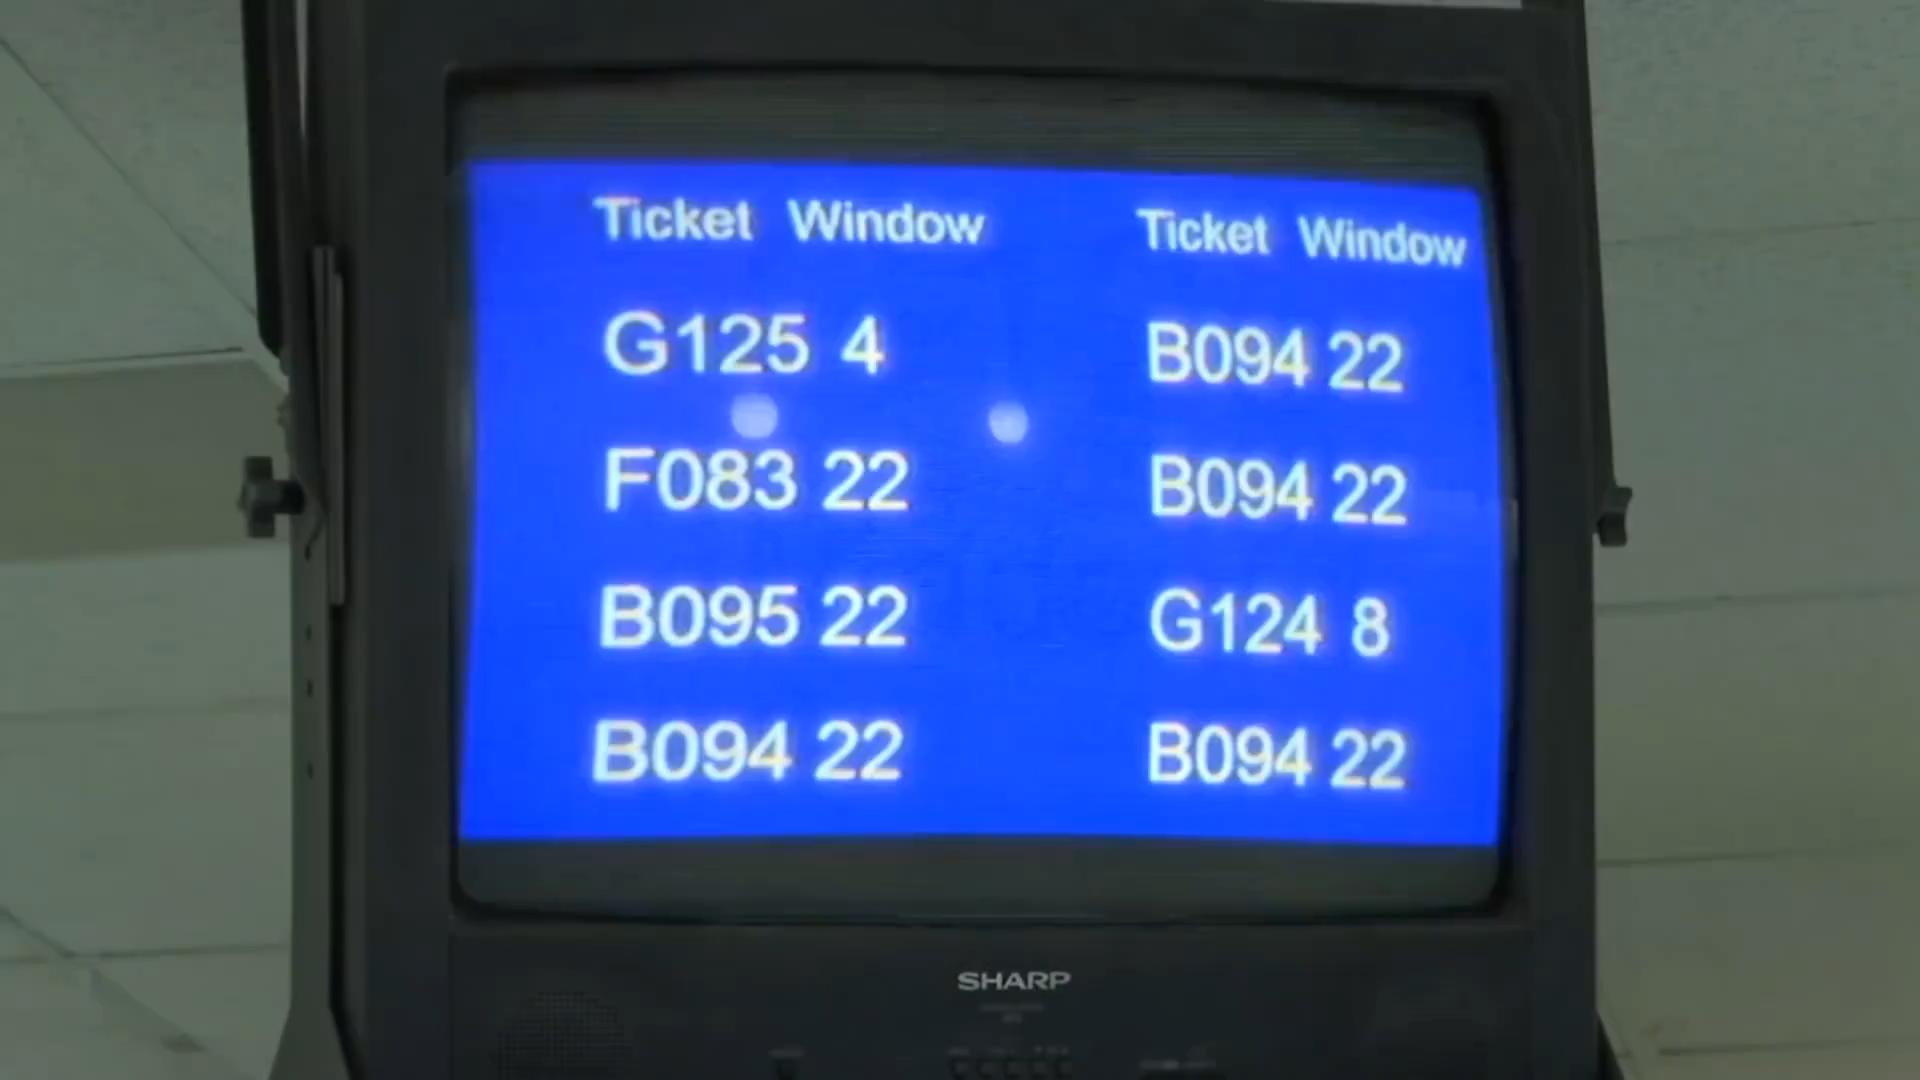 Ticket Window
G125 4
F083 22
B095 22
B094 22
Ticket Window
B094 22
B094 22
G124 8
B094 22
SHARP